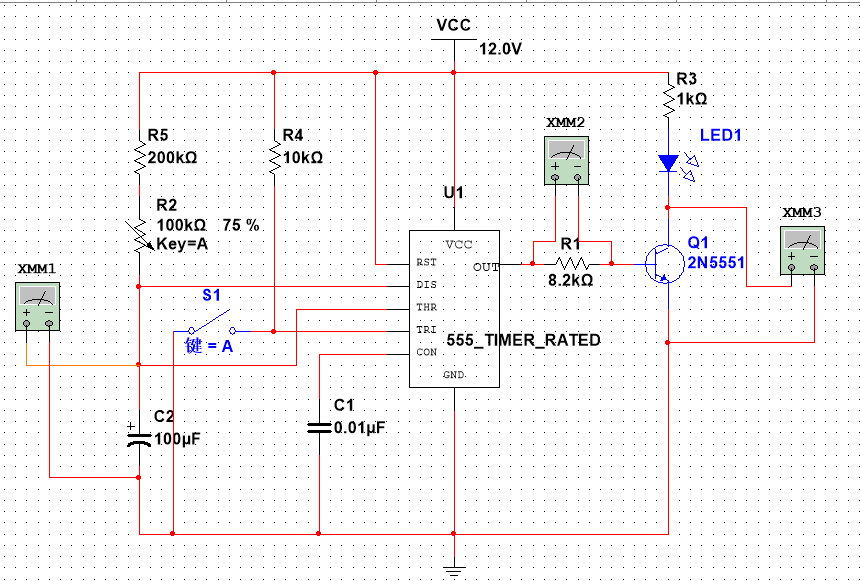 VCC
12.0V
R3
1kΩ
LED1
XMM2
+ -
R5
200kΩ
R4
10kΩ
R2
100kΩ 75 %
Key=A
U1
XMM3
+ -
VCC
RST
DIS
THR
TRI
CON
GND
OUT
R1
8.2kΩ
Q1
2N5551
XMM1
+ -
S1
键 = A
555_TIMER_RATED
C2
+
100µF
C1
0.01µF